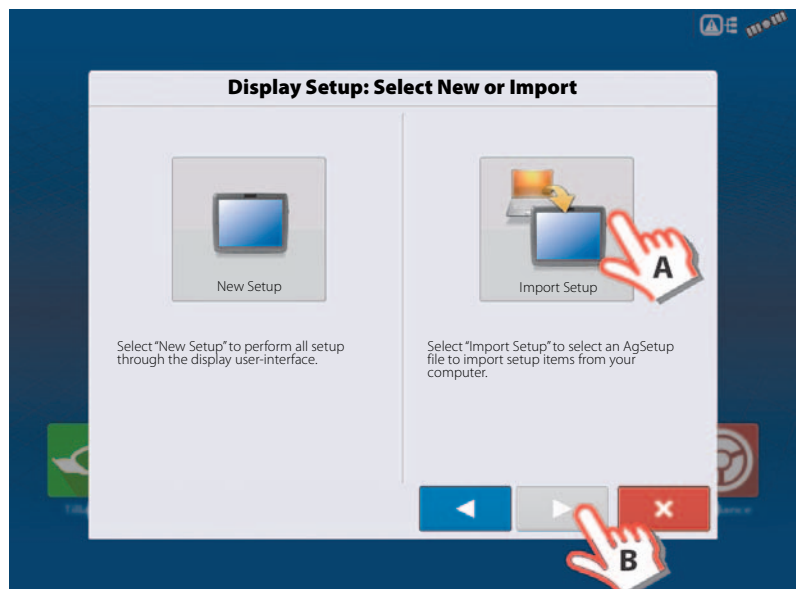 Display Setup: Select New or Import
New Setup
Select “New Setup” to perform all setup
through the display user-interface.
Import Setup
Select “Import Setup” to select an AgSetup
file to import setup items from your
computer.
A
B